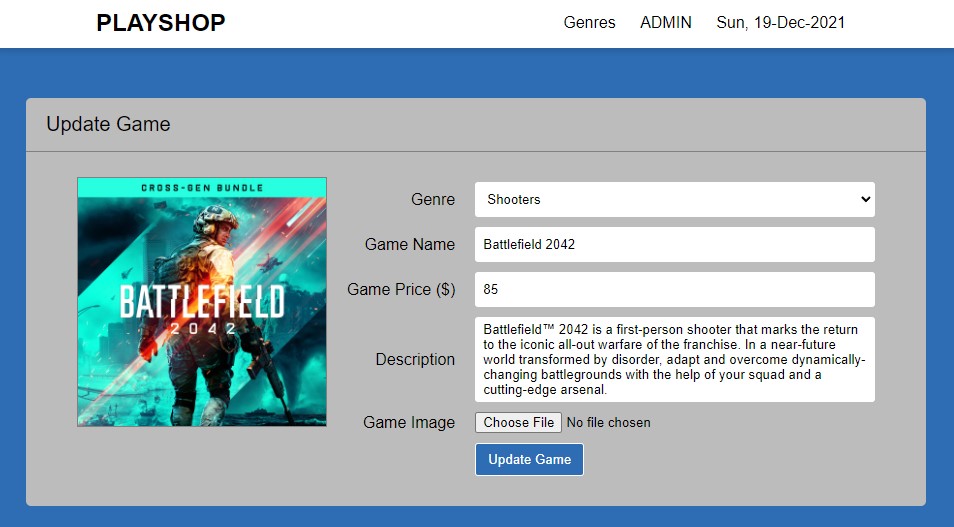 PLAYSHOP Genres ADMIN Sun, 19-Dec-2021
Update Game
CROSS-GEN BUNDLE
BATTLEFIELD
2042
Genre Shooters
Game Name Battlefield 2042
Game Price ($) 85
Description
Battlefield™ 2042 is a first-person shooter that marks the return
to the iconic all-out warfare of the franchise. In a near-future
world transformed by disorder, adapt and overcome dynamically-
changing battlegrounds with the help of your squad and a
cutting-edge arsenal.
Game Image Choose File No file chosen
Update Game